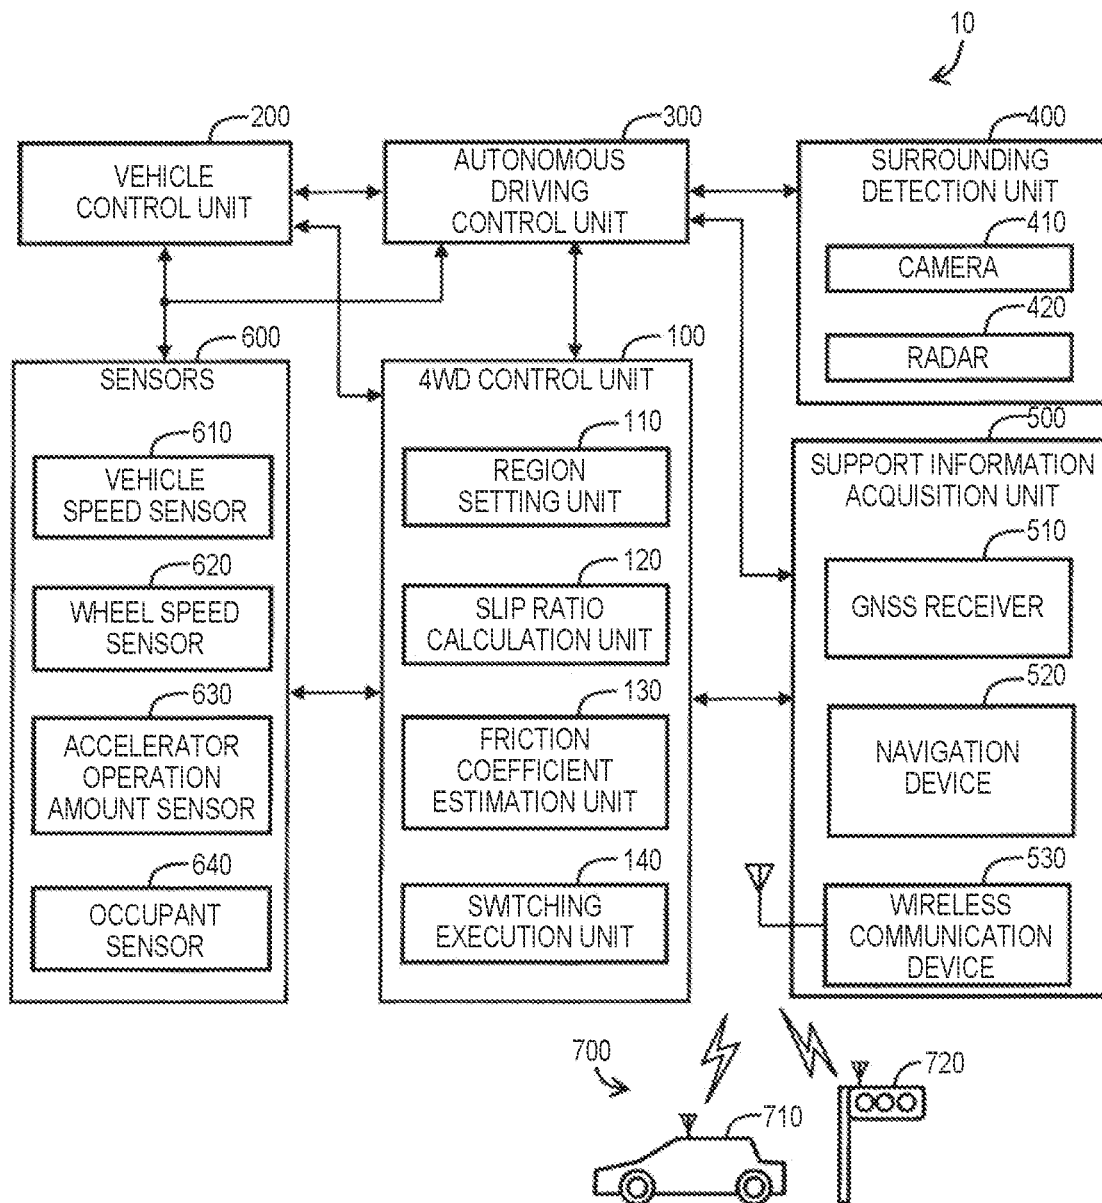 10
200
VEHICLE
CONTROL UNIT
300
AUTONOMOUS
DRIVING
CONTROL UNIT
400
SURROUNDING
DETECTION UNIT
410
CAMERA
420
RADAR
600
SENSORS
610
VEHICLE
SPEED SENSOR
620
WHEEL SPEED
SENSOR
630
ACCELERATOR
OPERATION
AMOUNT SENSOR
640
OCCUPANT
SENSOR
100
4WD CONTROL UNIT
110
REGION
SETTING UNIT
120
SLIP RATIO
CALCULATION UNIT
130
FRICTION
COEFFICIENT
ESTIMATION UNIT
140
SWITCHING
EXECUTION UNIT
500
SUPPORT INFORMATION
ACQUISITION UNIT
510
GNSS RECEIVER
520
NAVIGATION
DEVICE
530
WIRELESS
COMMUNICATION
DEVICE
700
710
720